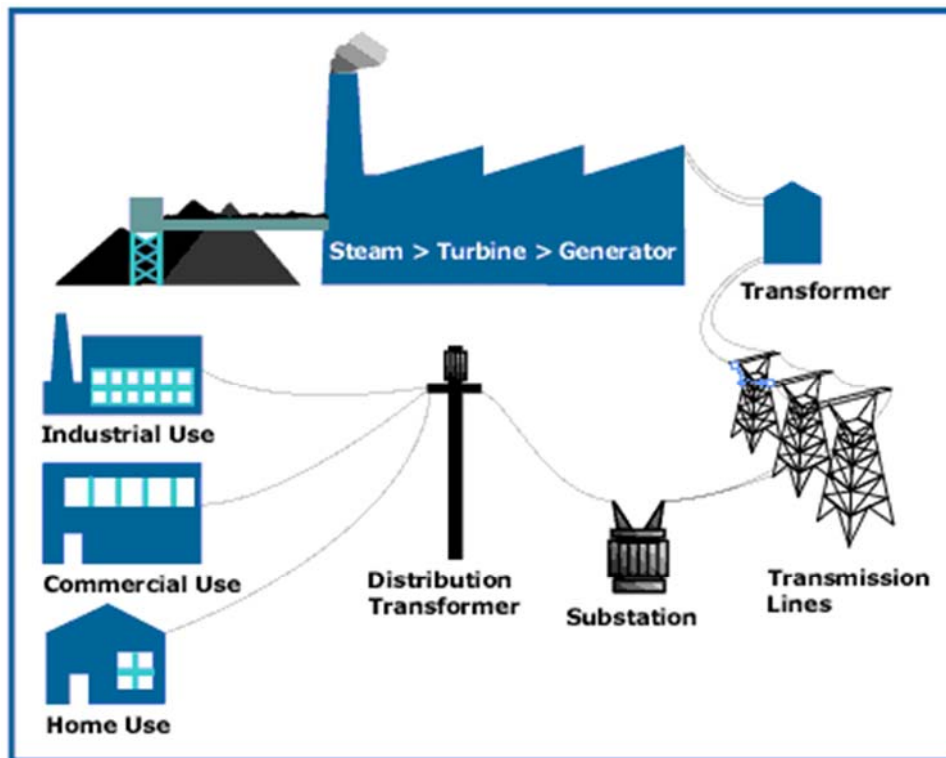 Steam > Turbine > Generator
Transformer
Industrial Use
Commercial Use
Distribution
Transformer
Substation
Transmission
Lines
Home Use